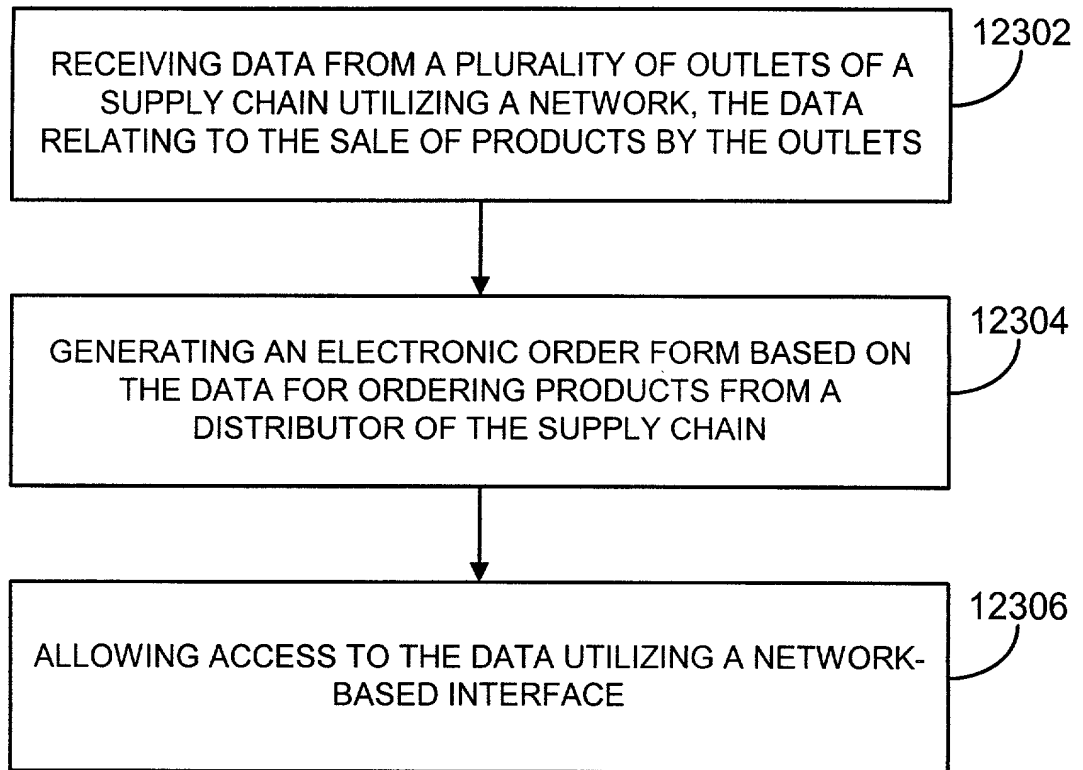 12302
RECEIVING DATA FROM A PLURALITY OF OUTLETS OF A
SUPPLY CHAIN UTILIZING A NETWORK, THE DATA
RELATING TO THE SALE OF PRODUCTS BY THE OUTLETS
12304
GENERATING AN ELECTRONIC ORDER FORM BASED ON
THE DATA FOR ORDERING PRODUCTS FROM A
DISTRIBUTOR OF THE SUPPLY CHAIN
12306
ALLOWING ACCESS TO THE DATA UTILIZING A NETWORK-
BASED INTERFACE